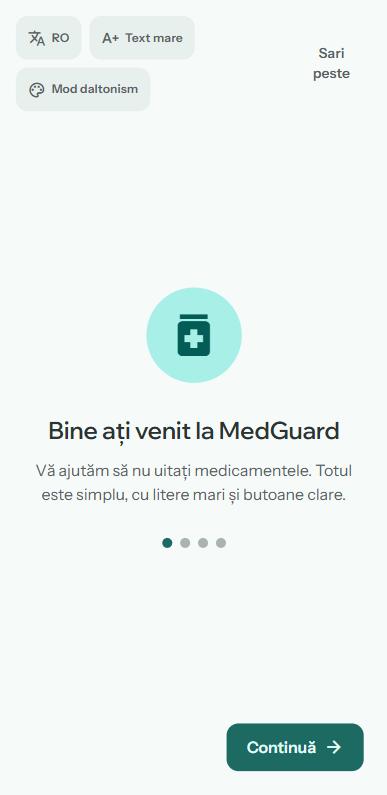 RO
A+ Text mare
Sari
peste
Mod daltonism
Bine ați venit la MedGuard
Vă ajutăm să nu uitați medicamentele. Totul
este simplu, cu litere mari și butoane clare.
Continuă